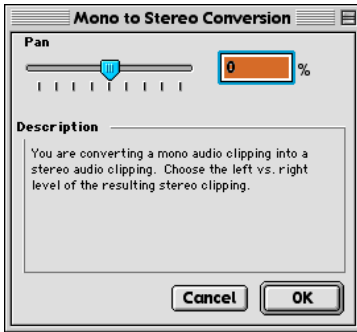 Mono to Stereo Conversion
Pan
0 %
Description
You are converting a mono audio clipping into a
stereo audio clipping. Choose the left vs. right
level of the resulting stereo clipping.
Cancel OK